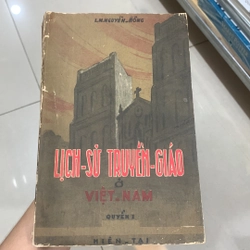 L.M. NGUYỄN-HỒNG
LỊCH-SỬ TRUYỀN-GIÁO
Ở
VIỆT-NAM
QUYỂN I
HIỆN-TẠI